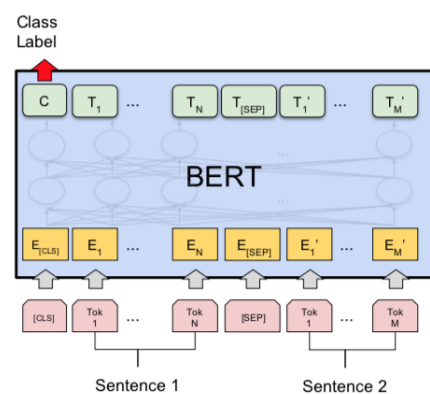 Class
Label
C T1 ... TN T[SEP] T1' ... TM'
...
BERT
...
E[CLS] E1 ... EN E[SEP] E1' ... EM'
[CLS] Tok 1 ... Tok N [SEP] Tok 1 ... Tok M
Sentence 1 Sentence 2